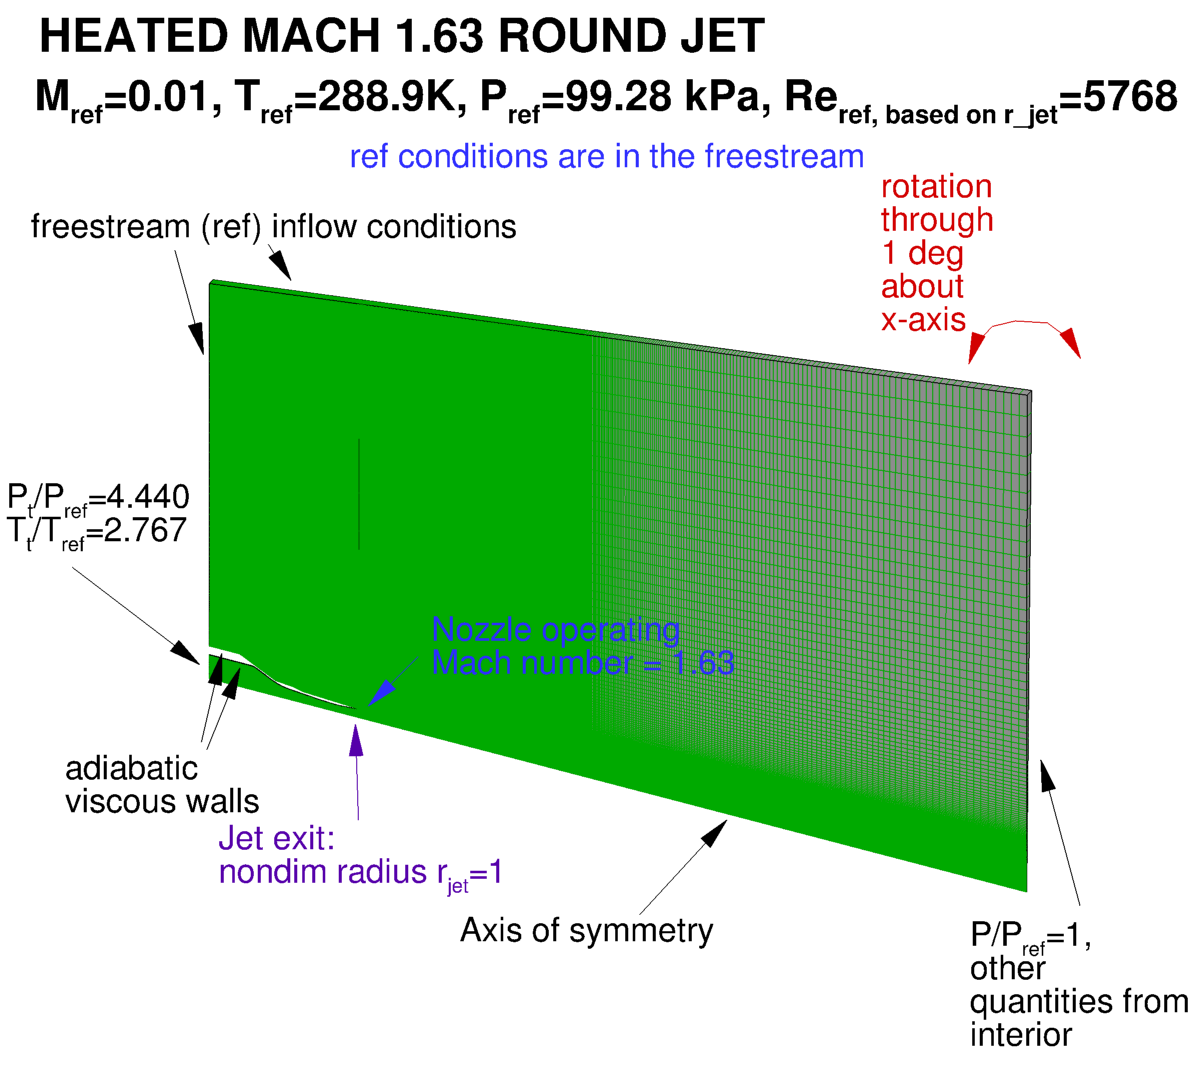 HEATED MACH 1.63 ROUND JET
Mref=0.01, Tref=288.9K, Pref=99.28 kPa, Reref, based on r_jet=5768
ref conditions are in the freestream
rotation
through
1 deg
about
x-axis
freestream (ref) inflow conditions
Pt/Pref=4.440
Tt/Tref=2.767
Nozzle operating
Mach number = 1.63
adiabatic
viscous walls
Jet exit:
nondim radius rjet=1
Axis of symmetry
P/Pref=1,
other
quantities from
interior